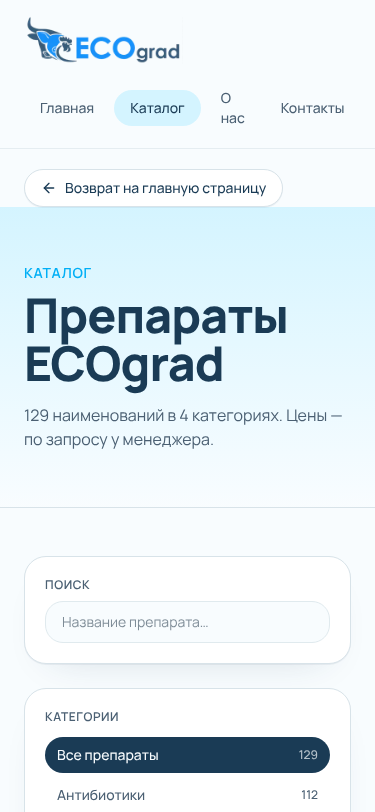 ECOgrad
Главная
Каталог
О
нас
Контакты
← Возврат на главную страницу
КАТАЛОГ
Препараты
ECOgrad
129 наименований в 4 категориях. Цены —
по запросу у менеджера.
ПОИСК
Название препарата…
КАТЕГОРИИ
Все препараты 129
Антибиотики 112